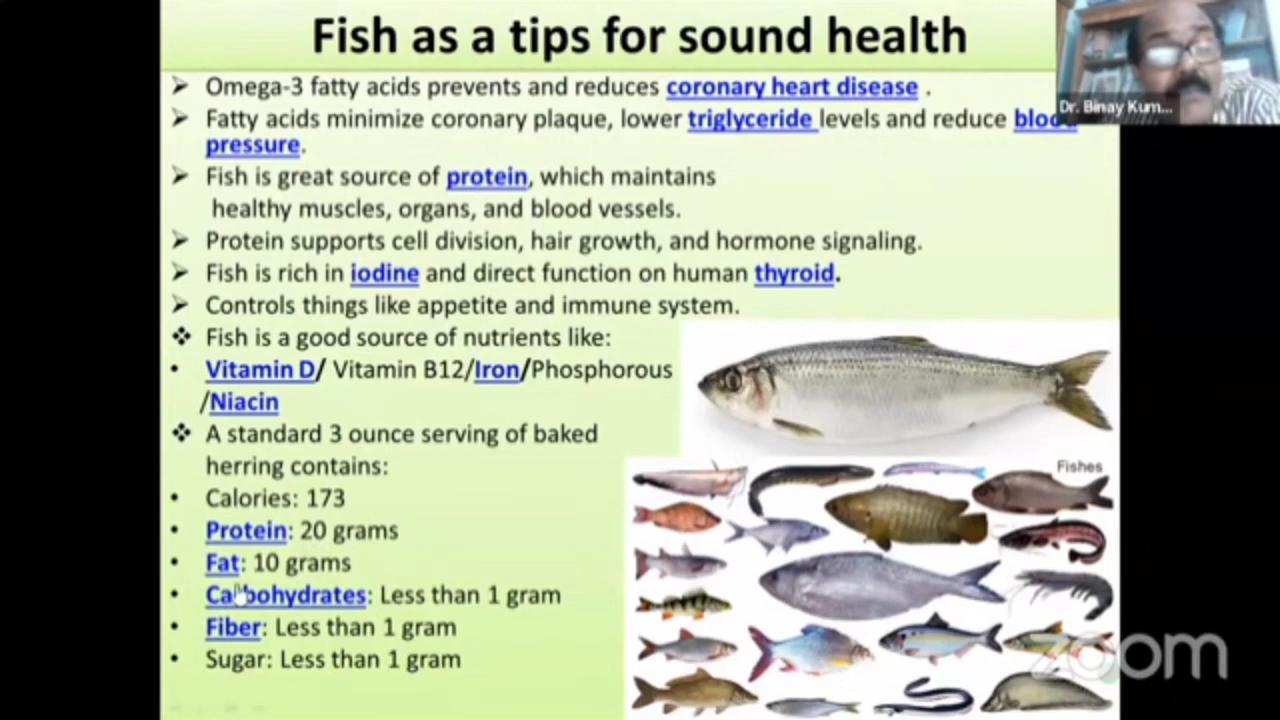 Fish as a tips for sound health
➢ Omega-3 fatty acids prevents and reduces coronary heart disease .
➢ Fatty acids minimize coronary plaque, lower triglyceride levels and reduce blood
pressure.
➢ Fish is great source of protein, which maintains
healthy muscles, organs, and blood vessels.
➢ Protein supports cell division, hair growth, and hormone signaling.
➢ Fish is rich in iodine and direct function on human thyroid.
➢ Controls things like appetite and immune system.
❖ Fish is a good source of nutrients like:
• Vitamin D/ Vitamin B12/Iron/Phosphorous
/Niacin
❖ A standard 3 ounce serving of baked
herring contains:
• Calories: 173
• Protein: 20 grams
• Fat: 10 grams
• Carbohydrates: Less than 1 gram
• Fiber: Less than 1 gram
• Sugar: Less than 1 gram
Dr. Binay Kum...
Fishes
zoom